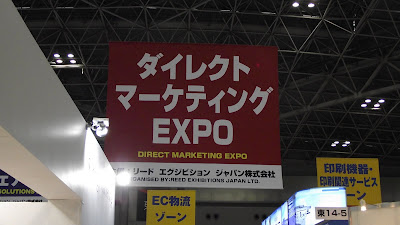 ダイレクト
マーケティング
EXPO
DIRECT MARKETING EXPO
リード エクジビション ジャパン株式会社
ORGANISED BY:REED EXHIBITIONS JAPAN LTD.
印刷機器・
印刷関連サービス
ゾーン
EC物流
ゾーン
東14-5